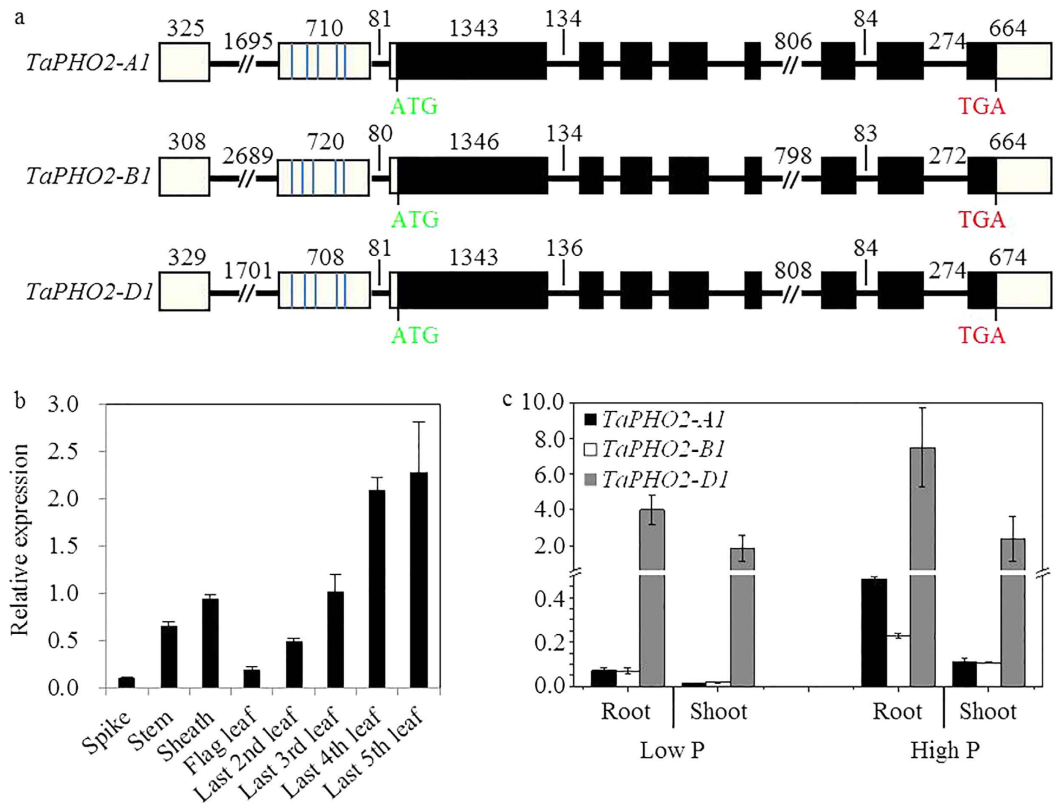 a
325 1695 710 81 1343 134 806 84 274 664
TaPHO2-A1
ATG TGA
308 2689 720 80 1346 134 798 83 272 664
TaPHO2-B1
ATG TGA
329 1701 708 81 1343 136 808 84 274 674
TaPHO2-D1
ATG TGA
b
Relative expression
3.0
2.5
2.0
1.5
1.0
0.5
0.0
Spike
Stem
Sheath
Flag leaf
Last 2nd leaf
Last 3rd leaf
Last 4th leaf
Last 5th leaf
c
10.0
8.0
6.0
4.0
2.0
0.4
0.2
0.0
TaPHO2-A1
TaPHO2-B1
TaPHO2-D1
Root Shoot Root Shoot
Low P High P